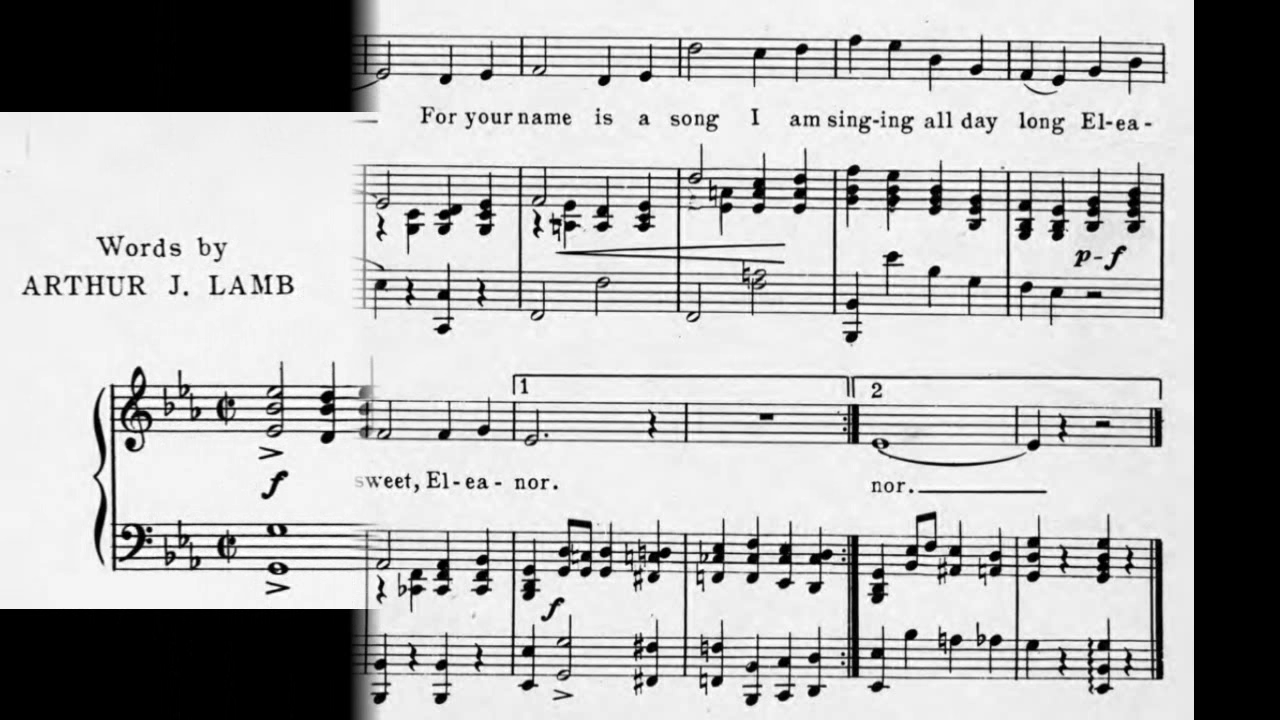 For your name is a song I am sing-ing all day long El-ea-
Words by
ARTHUR J. LAMB
p-f
1
2
f
sweet, El-ea- nor.
nor.
f